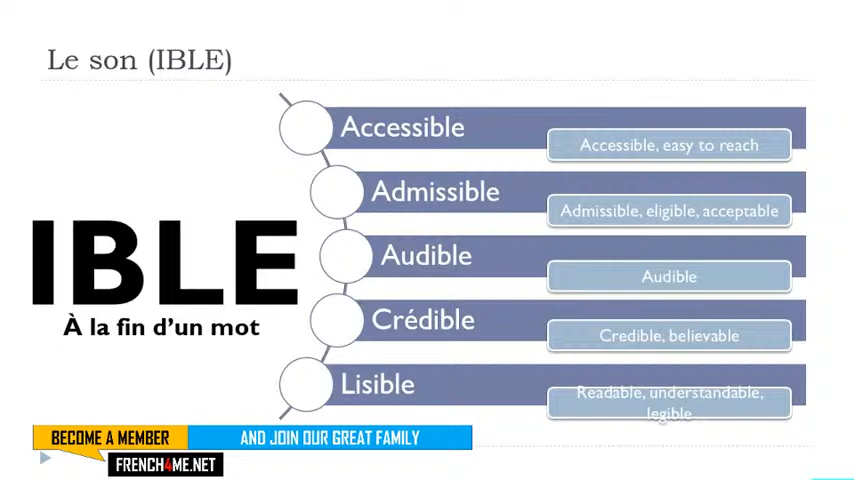 Le son (IBLE)
IBLE
À la fin d'un mot
Accessible
Accessible, easy to reach
Admissible
Admissible, eligible, acceptable
Audible
Audible
Crédible
Credible, believable
Lisible
Readable, understandable,
legible
BECOME A MEMBER
AND JOIN OUR GREAT FAMILY
FRENCH4ME.NET